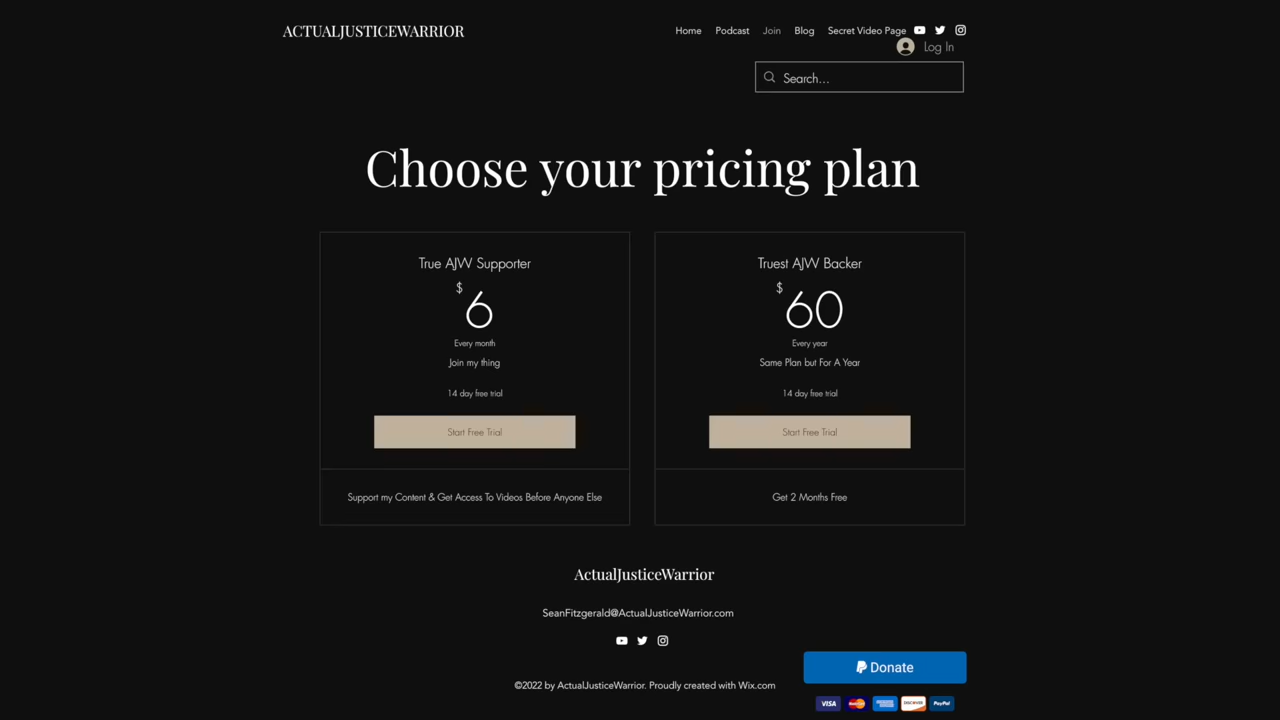 ACTUALJUSTICEWARRIOR
Home Podcast Join Blog Secret Video Page
Log In
Search...
Choose your pricing plan
True AJW Supporter
$
6
Every month
Join my thing
14 day free trial
Start Free Trial
Support my Content & Get Access To Videos Before Anyone Else
Truest AJW Backer
$
60
Every year
Same Plan but For A Year
14 day free trial
Start Free Trial
Get 2 Months Free
ActualJusticeWarrior
SeanFitzgerald@ActualJusticeWarrior.com
Donate
©2022 by ActualJusticeWarrior. Proudly created with Wix.com
VISA MasterCard DISCOVER PayPal